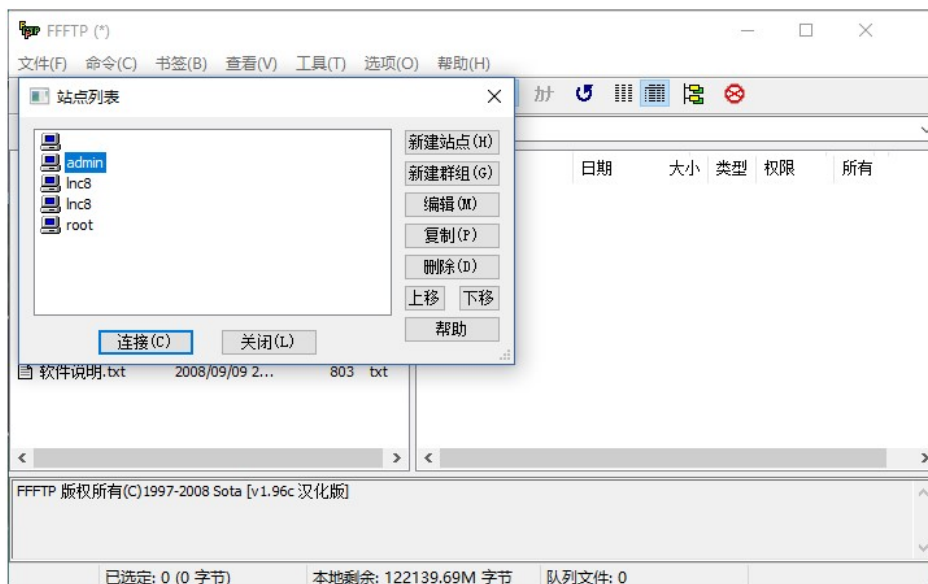 FFFTP (*)
文件(F) 命令(C) 书签(B) 查看(V) 工具(T) 选项(O) 帮助(H)
站点列表
admin
lnc8
lnc8
root
新建站点(H)
新建群组(G)
编辑(M)
复制(P)
删除(D)
上移 下移
帮助
连接(C) 关闭(L)
日期 大小 类型 权限 所有
软件说明.txt 2008/09/09 2... 803 txt
FFFTP 版权所有(C)1997-2008 Sota [v1.96c 汉化版]
已选定: 0 (0 字节) 本地剩余: 122139.69M 字节 队列文件: 0